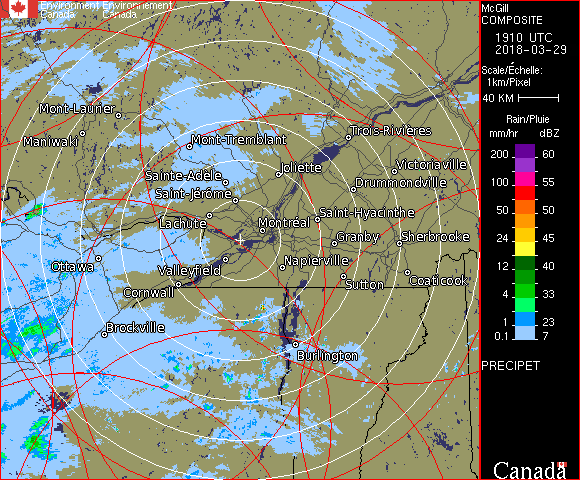 Environment Environnement
Canada Canada
Mont-Laurier
Maniwaki
Mont-Tremblant
Trois-Rivières
Joliette
Victoriaville
Sainte-Adèle
Drummondville
Saint-Jérôme
Lachute
Saint-Hyacinthe
Montréal
Granby
Sherbrooke
Ottawa
Valleyfield
Napierville
Cornwall
Sutton
Coaticook
Brockville
Burlington
McGill
COMPOSITE
1910 UTC
2018-03-29
Scale/Échelle:
1km/Pixel
40 KM
Rain/Pluie
mm/hr dBZ
200 60
100 55
50 50
24 45
12 40
4 33
1 23
0.1 7
PRECIPET
Canada